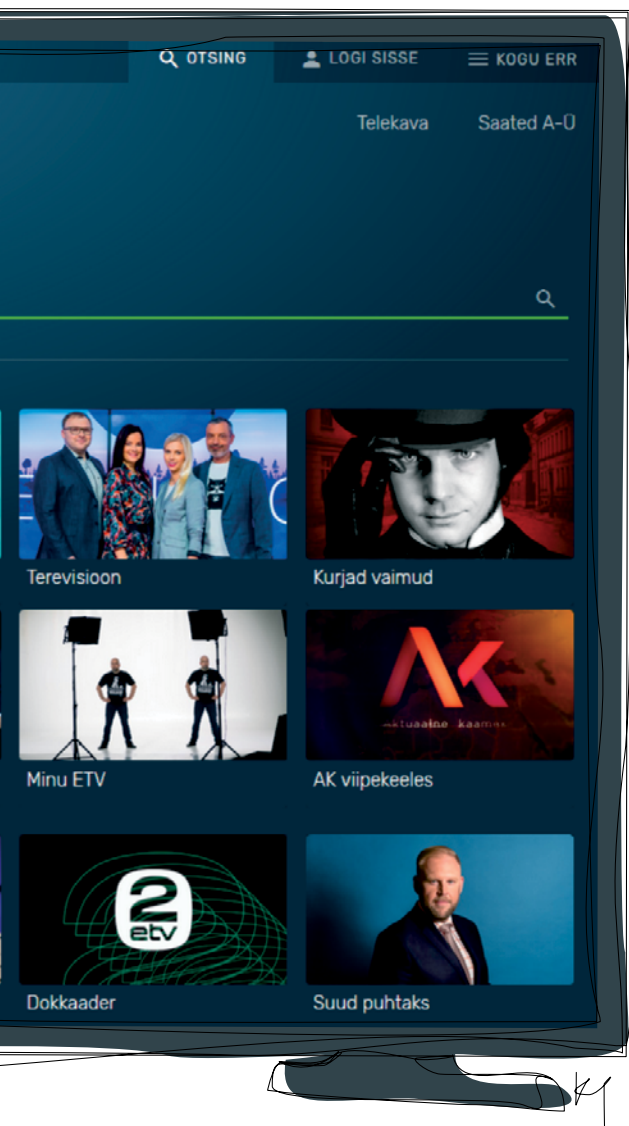 OTSING LOGI SISSE KOGU ERR
Telekava Saated A-Ü
Terevisioon Kurjad vaimud
AK
aktuaalne kaamera
Minu ETV AK viipekeeles
2
etv
Dokkaader Suud puhtaks